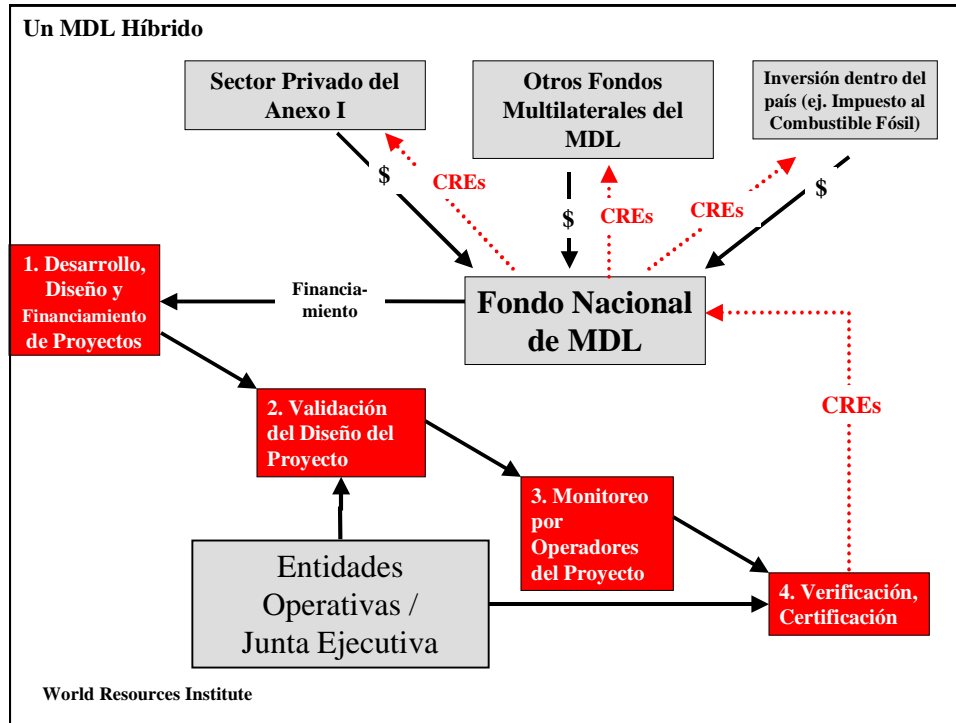 Un MDL Híbrido
Sector Privado del
Anexo I
Otros Fondos
Multilaterales del
MDL
Inversión dentro del
país (ej. Impuesto al
Combustible Fósil)
$
CREs
$
CREs
CREs
$
1. Desarrollo,
Diseño y
Financiamiento
de Proyectos
Financia-
miento
Fondo Nacional
de MDL
CREs
2. Validación
del Diseño del
Proyecto
3. Monitoreo
por
Operadores
del Proyecto
Entidades
Operativas /
Junta Ejecutiva
4. Verificación,
Certificación
World Resources Institute